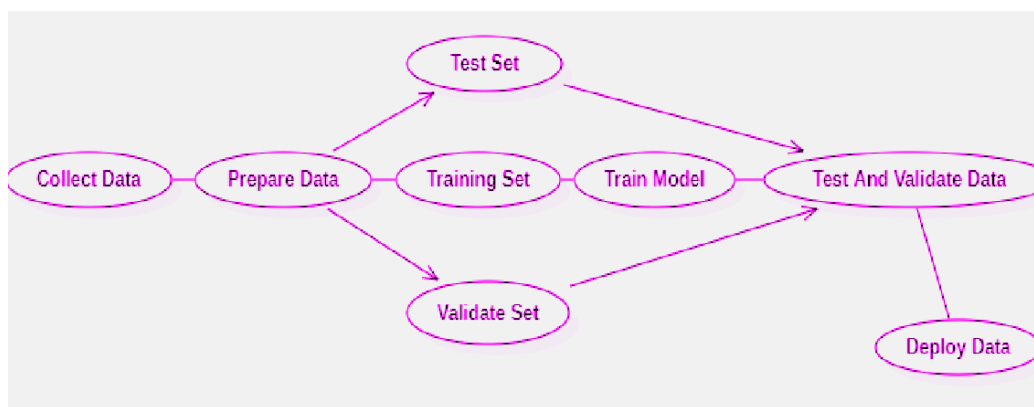 Test Set
Collect Data
Prepare Data
Training Set
Train Model
Test And Validate Data
Validate Set
Deploy Data